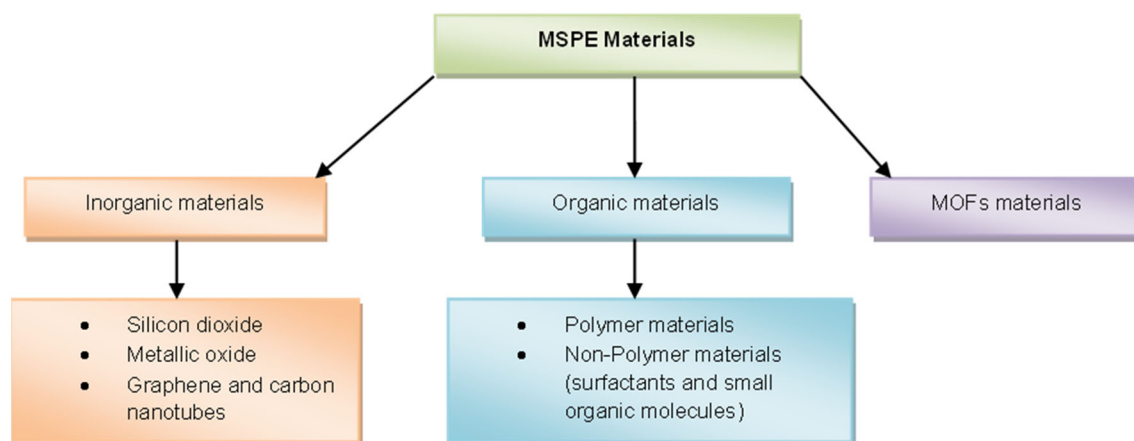 MSPE Materials
Inorganic materials
Organic materials
MOFs materials
• Silicon dioxide
• Metallic oxide
• Graphene and carbon
nanotubes
• Polymer materials
• Non-Polymer materials
(surfactants and small
organic molecules)